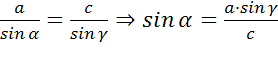 a/sin α = c/sin γ ⇒ sin α = a·sin γ/c